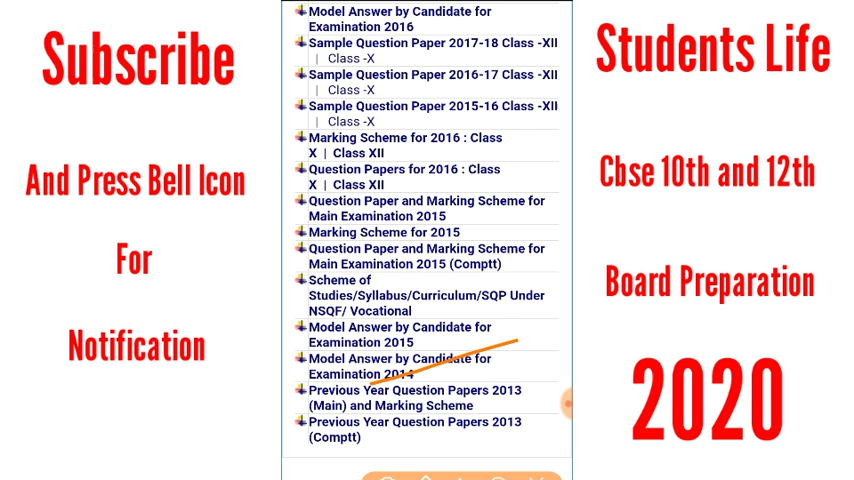 Subscribe
And Press Bell Icon
For
Notification
Model Answer by Candidate for
Examination 2016
Sample Question Paper 2017-18 Class -XII
| Class -X
Sample Question Paper 2016-17 Class -XII
| Class -X
Sample Question Paper 2015-16 Class -XII
| Class -X
Marking Scheme for 2016 : Class
X | Class XII
Question Papers for 2016 : Class
X | Class XII
Question Paper and Marking Scheme for
Main Examination 2015
Marking Scheme for 2015
Question Paper and Marking Scheme for
Main Examination 2015 (Comptt)
Scheme of
Studies/Syllabus/Curriculum/SQP Under
NSQF/ Vocational
Model Answer by Candidate for
Examination 2015
Model Answer by Candidate for
Examination 2014
Previous Year Question Papers 2013
(Main) and Marking Scheme
Previous Year Question Papers 2013
(Comptt)
Students Life
Cbse 10th and 12th
Board Preparation
2020